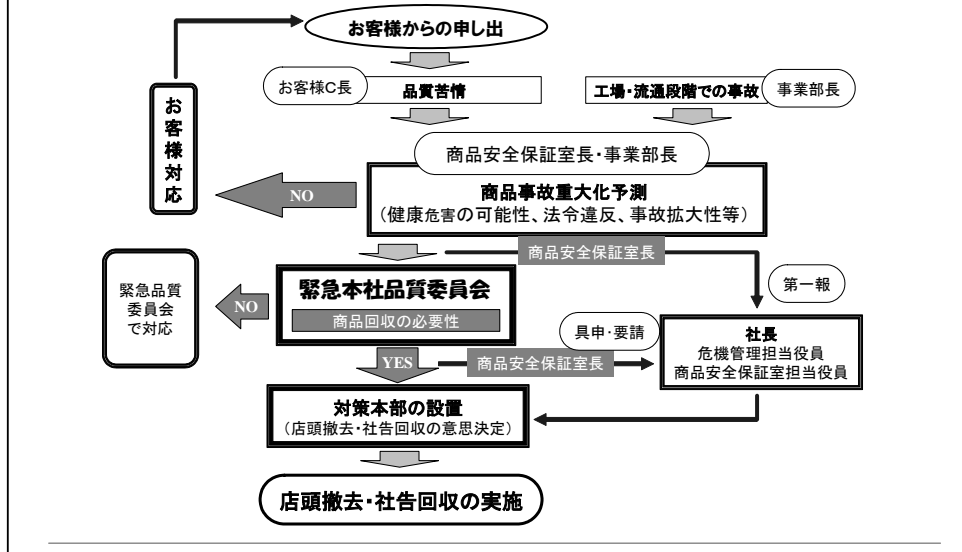 お客様からの申し出
お客様C長
品質苦情
工場・流通段階での事故
事業部長
お客様対応
商品安全保証室長・事業部長
商品事故重大化予測
(健康危害の可能性、法令違反、事故拡大性等)
NO
商品安全保証室長
第一報
緊急品質
委員会
で対応
NO
緊急本社品質委員会
商品回収の必要性
具申・要請
社長
危機管理担当役員
商品安全保証室担当役員
YES
商品安全保証室長
対策本部の設置
(店頭撤去・社告回収の意思決定)
店頭撤去・社告回収の実施